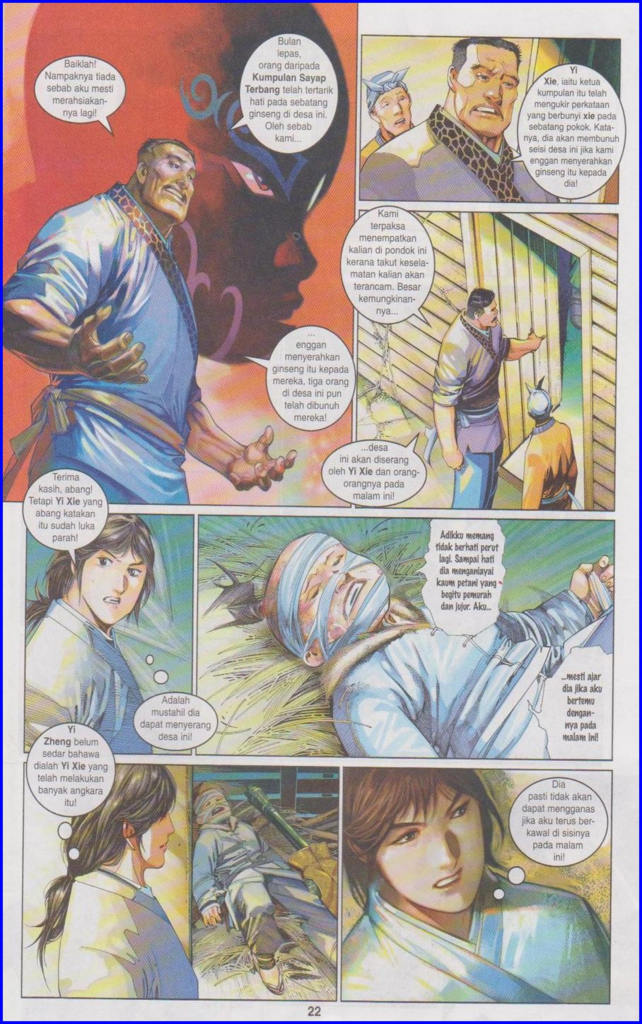 Baiklah!
Nampaknya tiada
sebab aku mesti
merahsiakan-
nya lagi!
Bulan
lepas,
orang daripada
Kumpulan Sayap
Terbang telah tertarik
hati pada sebatang
ginseng di desa ini.
Oleh sebab
kami...
...
enggan
menyerahkan
ginseng itu kepada
mereka, tiga orang
di desa ini pun
telah dibunuh
mereka!
Yi
Xie, iaitu ketua
kumpulan itu telah
mengukir perkataan
yang berbunyi xie pada
sebatang pokok. Kata-
nya, dia akan membunuh
seisi desa ini jika kami
enggan menyerahkan
ginseng itu kepada
dia!
Kami
terpaksa
menempatkan
kalian di pondok ini
kerana takut kesela-
matan kalian akan
terancam. Besar
kemungkinan-
nya...
...desa
ini akan diserang
oleh Yi Xie dan orang-
orangnya pada
malam ini!
Terima
kasih, abang!
Tetapi Yi Xie yang
abang katakan
itu sudah luka
parah!
Adalah
mustahil dia
dapat menyerang
desa ini!
Adikku memang
tidak berhati perut
lagi. Sampai hati
dia menganiayai
kaum petani yang
begitu pemurah
dan jujur. Aku...
...mesti ajar
dia jika aku
bertemu
dengan-
nya pada
malam ini!
Yi
Zheng belum
sedar bahawa
dialah Yi Xie yang
telah melakukan
banyak angkara
itu!
Dia
pasti tidak akan
dapat mengganas
jika aku terus ber-
kawal di sisinya
pada malam
ini!
22